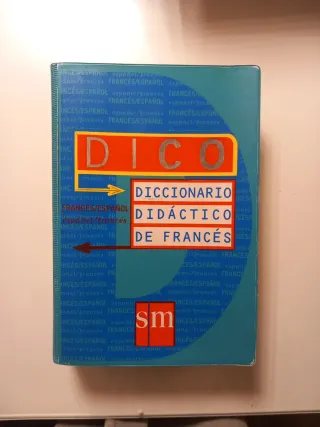 DICO
DICCIONARIO
DIDÁCTICO
DE FRANCÉS
FRANCÉS/ESPAÑOL
español/francés
sm